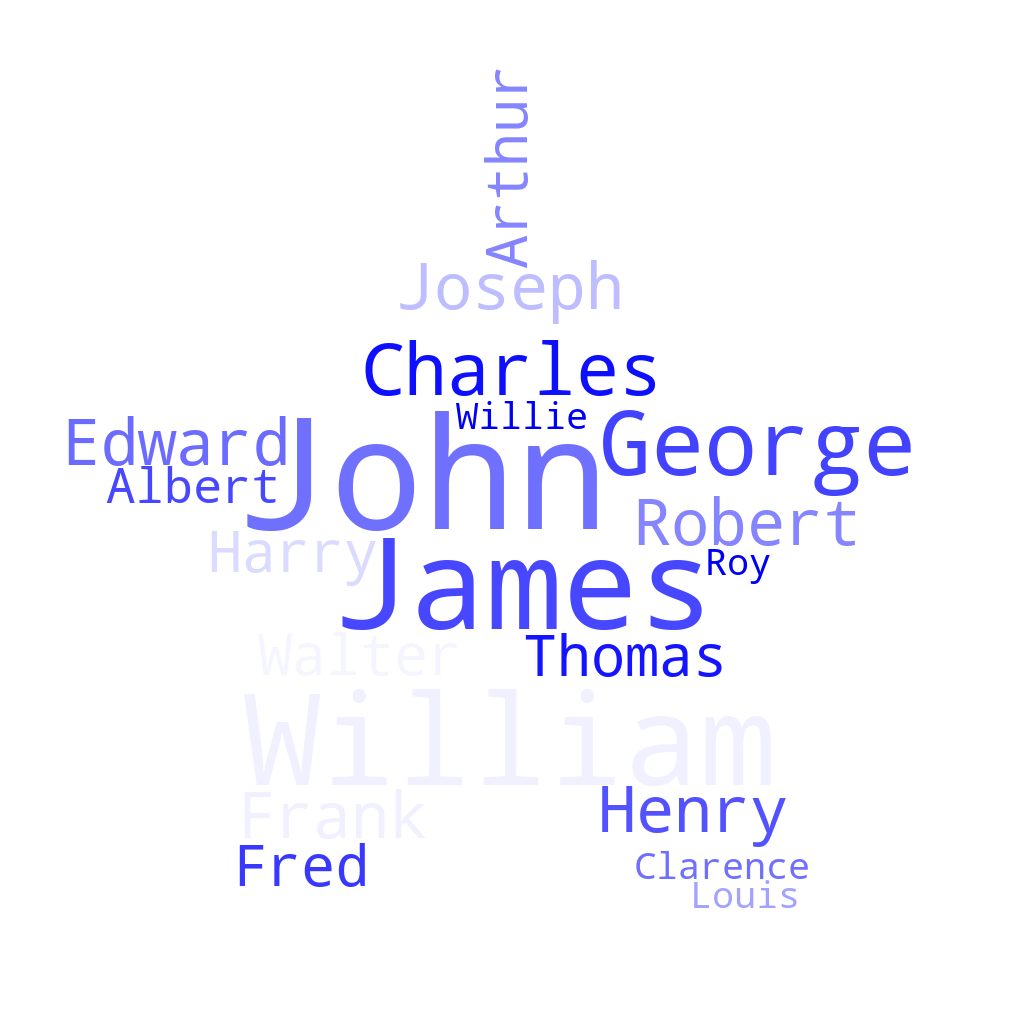 Arthur
Joseph
Charles
Willie
Edward
John
George
Albert
Robert
Harry
James
Roy
Walter
Thomas
William
Frank
Henry
Fred
Clarence
Louis